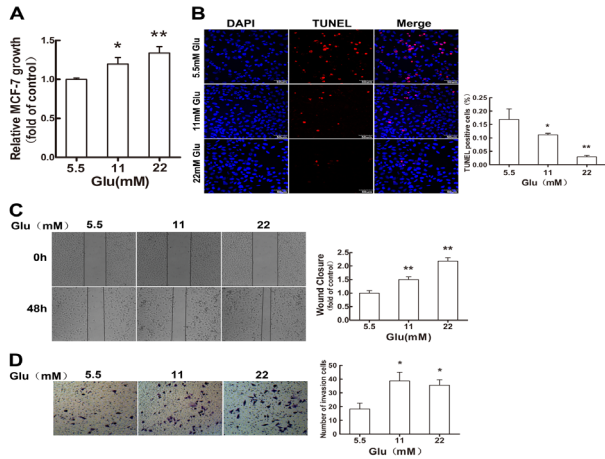 A
Relative MCF-7 growth
(fold of control)
1.5
1.0
0.5
0.0
*
**
5.5 11 22
Glu(mM)
B
DAPI TUNEL Merge
5.5mM Glu
11mM Glu
22mM Glu
TUNEL positive cells (%)
0.20
0.15
0.10
0.05
0.00
*
**
5.5 11 22
Glu (mM)
C
Glu (mM) 5.5 11 22
0h
48h
Wound Closure
(fold of control)
2.5
2.0
1.5
1.0
0.5
0.0
**
**
5.5 11 22
Glu(mM)
D
Glu (mM) 5.5 11 22
Number of invasion cells
50
40
30
20
10
0
*
*
5.5 11 22
Glu (mM)